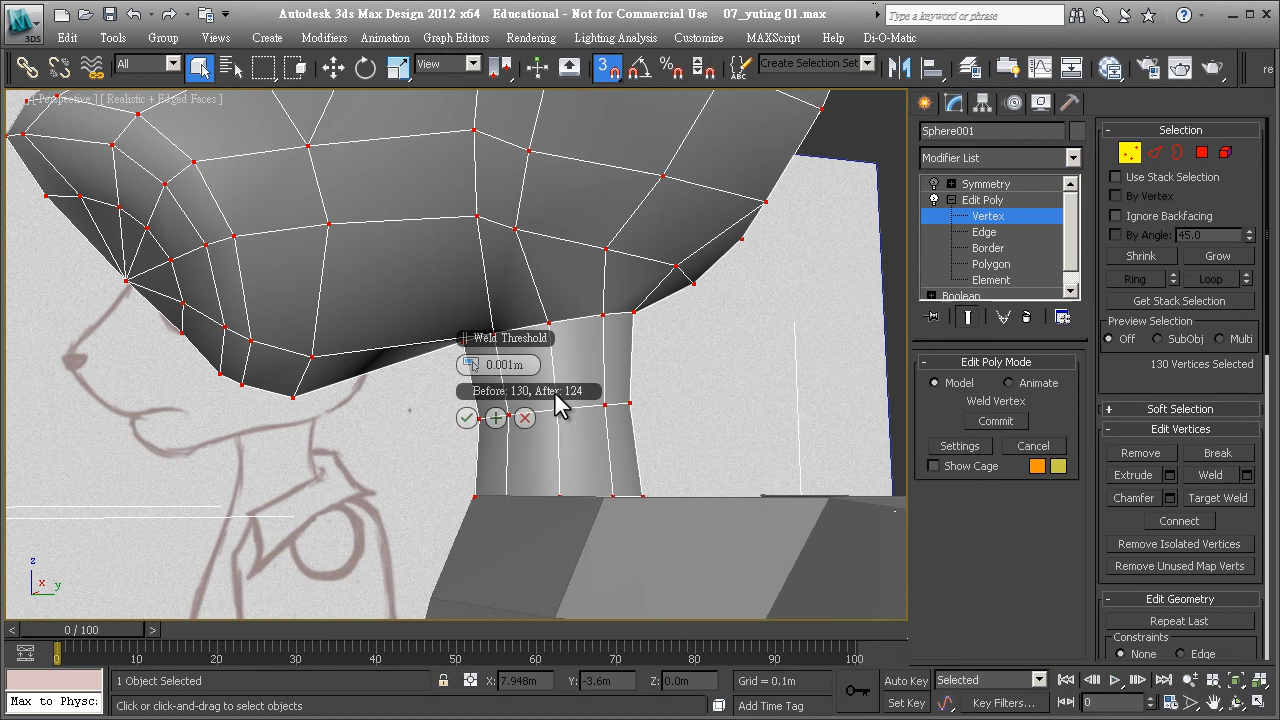 Autodesk 3ds Max Design 2012 x64 Educational - Not for Commercial Use 07_yuting 01.max
Type a keyword or phrase
3DS
Edit Tools Group Views Create Modifiers Animation Graph Editors Rendering Lighting Analysis Customize MAXScript Help Di-O-Matic
All View 3 Create Selection Set re
[ Realistic + Edged Faces ]
Sphere001
Modifier List
Symmetry
Edit Poly
Vertex
Edge
Border
Polygon
Element
Boolean
Edit Poly Mode
Model Animate
Weld Vertex
Commit
Settings Cancel
Show Cage
Selection
Use Stack Selection
By Vertex
Ignore Backfacing
By Angle: 45.0
Shrink Grow
Ring Loop
Get Stack Selection
Preview Selection
Off SubObj Multi
130 Vertices Selected
Soft Selection
Edit Vertices
Remove Break
Extrude Weld
Chamfer Target Weld
Connect
Remove Isolated Vertices
Remove Unused Map Verts
Edit Geometry
Repeat Last
Constraints
None Edge
Weld Threshold
0.001m
Before: 130, After: 124
z
x
y
< 0 / 100 >
0 10 20 30 40 50 60 70 80 90 100
1 Object Selected X: 7.948m Y: -3.6m Z: 0.0m Grid = 0.1m Auto Key Selected
Max to Physc: Click or click-and-drag to select objects Add Time Tag Set Key Key Filters... 0